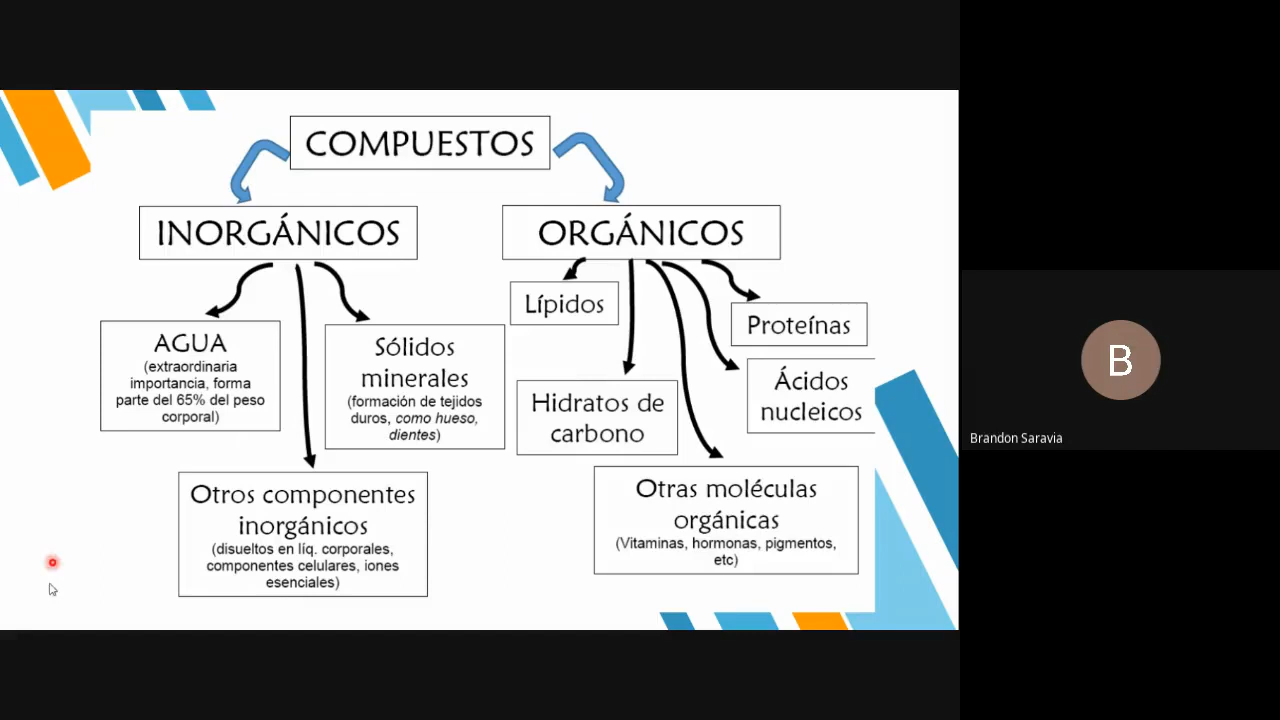 COMPUESTOS
INORGÁNICOS
ORGÁNICOS
AGUA
(extraordinaria
importancia, forma
parte del 65% del peso
corporal)
Sólidos
minerales
(formación de tejidos
duros, como hueso,
dientes)
Otros componentes
inorgánicos
(disueltos en líq. corporales,
componentes celulares, iones
esenciales)
Lípidos
Proteínas
Hidratos de
carbono
Ácidos
nucleicos
Otras moléculas
orgánicas
(Vitaminas, hormonas, pigmentos,
etc)
B
Brandon Saravia